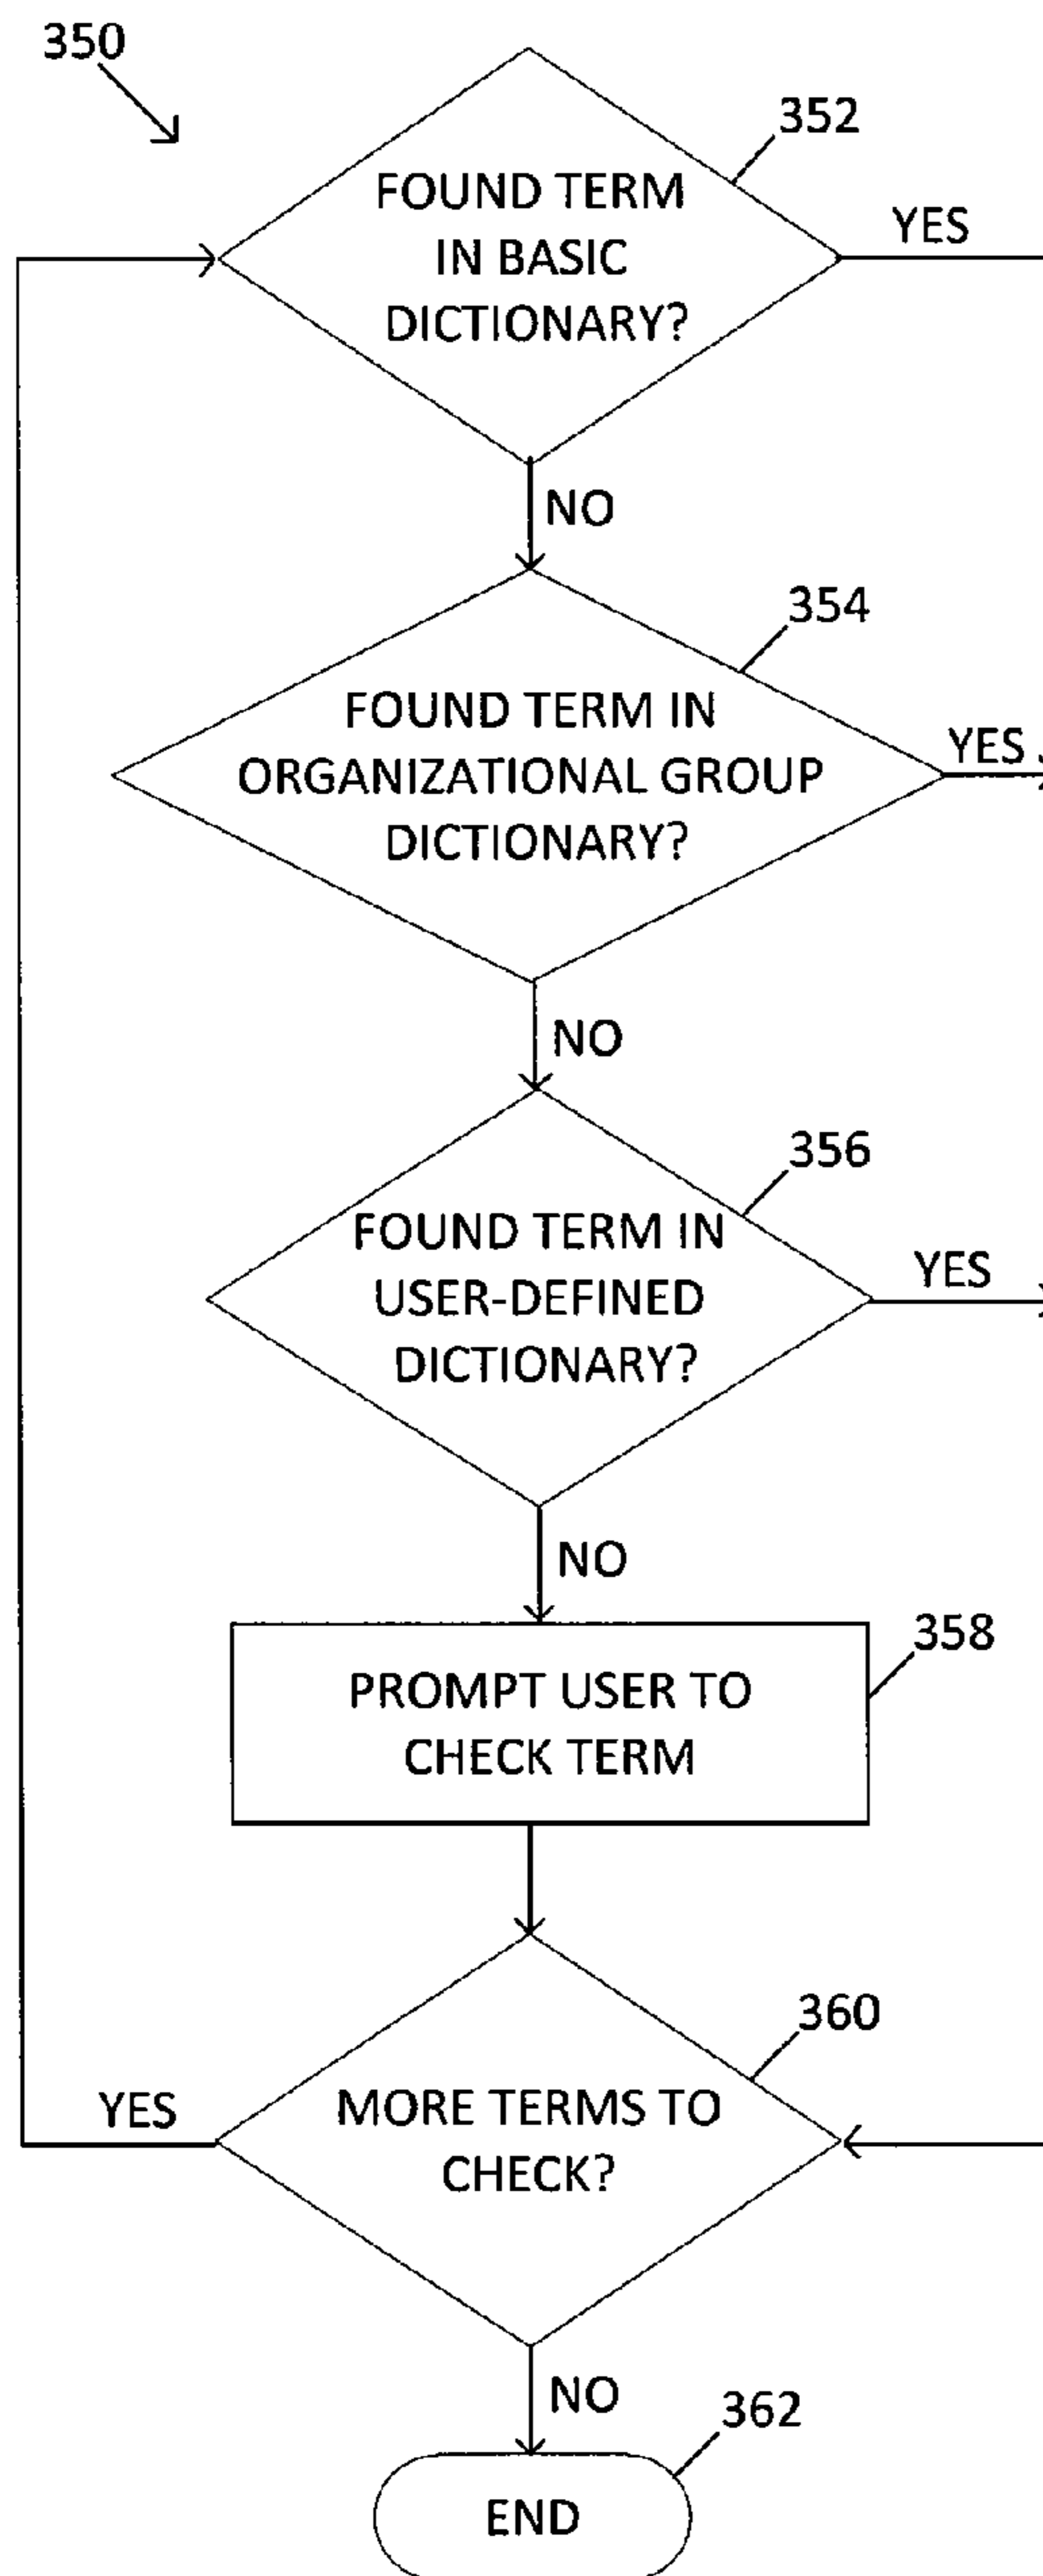 350
352
FOUND TERM
IN BASIC
DICTIONARY?
YES
NO
354
FOUND TERM IN
ORGANIZATIONAL GROUP
DICTIONARY?
YES
NO
356
FOUND TERM IN
USER-DEFINED
DICTIONARY?
YES
NO
358
PROMPT USER TO
CHECK TERM
360
MORE TERMS TO
CHECK?
YES
NO
362
END